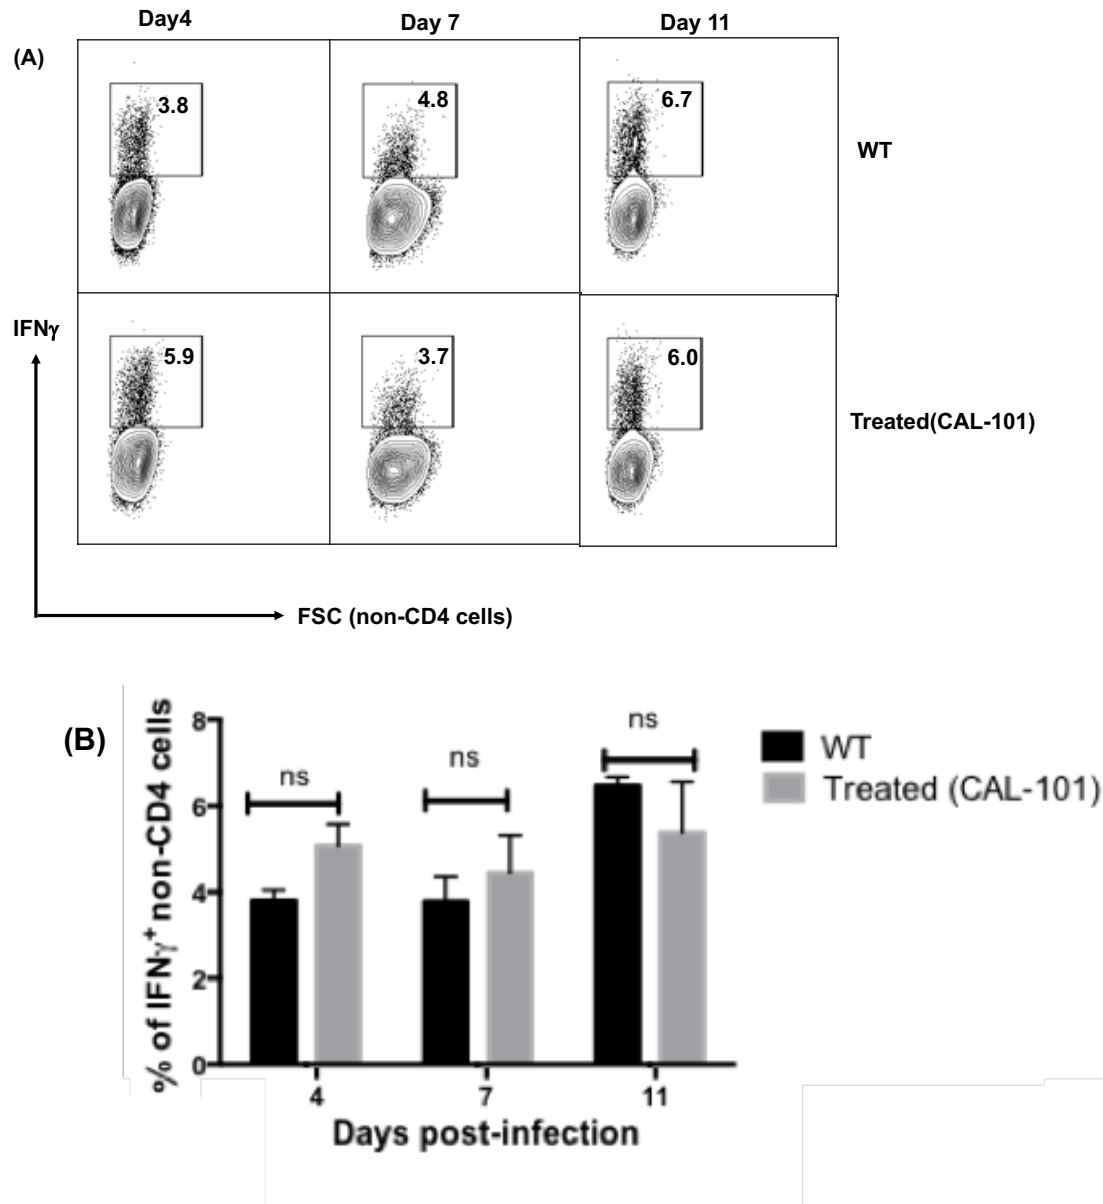 Day4 Day 7 Day 11
(A)
3.8 4.8 6.7
WT
IFNγ
5.9 3.7 6.0
Treated(CAL-101)
FSC (non-CD4 cells)
(B)
% of IFNγ+ non-CD4 cells
8
6
4
2
0
ns ns ns
WT
Treated (CAL-101)
4 7 11
Days post-infection